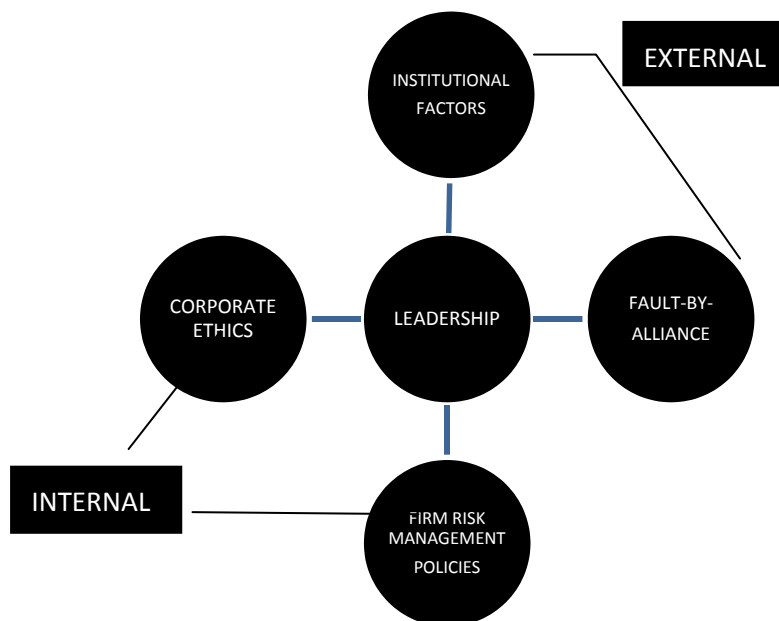 INSTITUTIONAL
FACTORS
EXTERNAL
CORPORATE
ETHICS
LEADERSHIP
FAULT-BY-
ALLIANCE
INTERNAL
FIRM RISK
MANAGEMENT
POLICIES